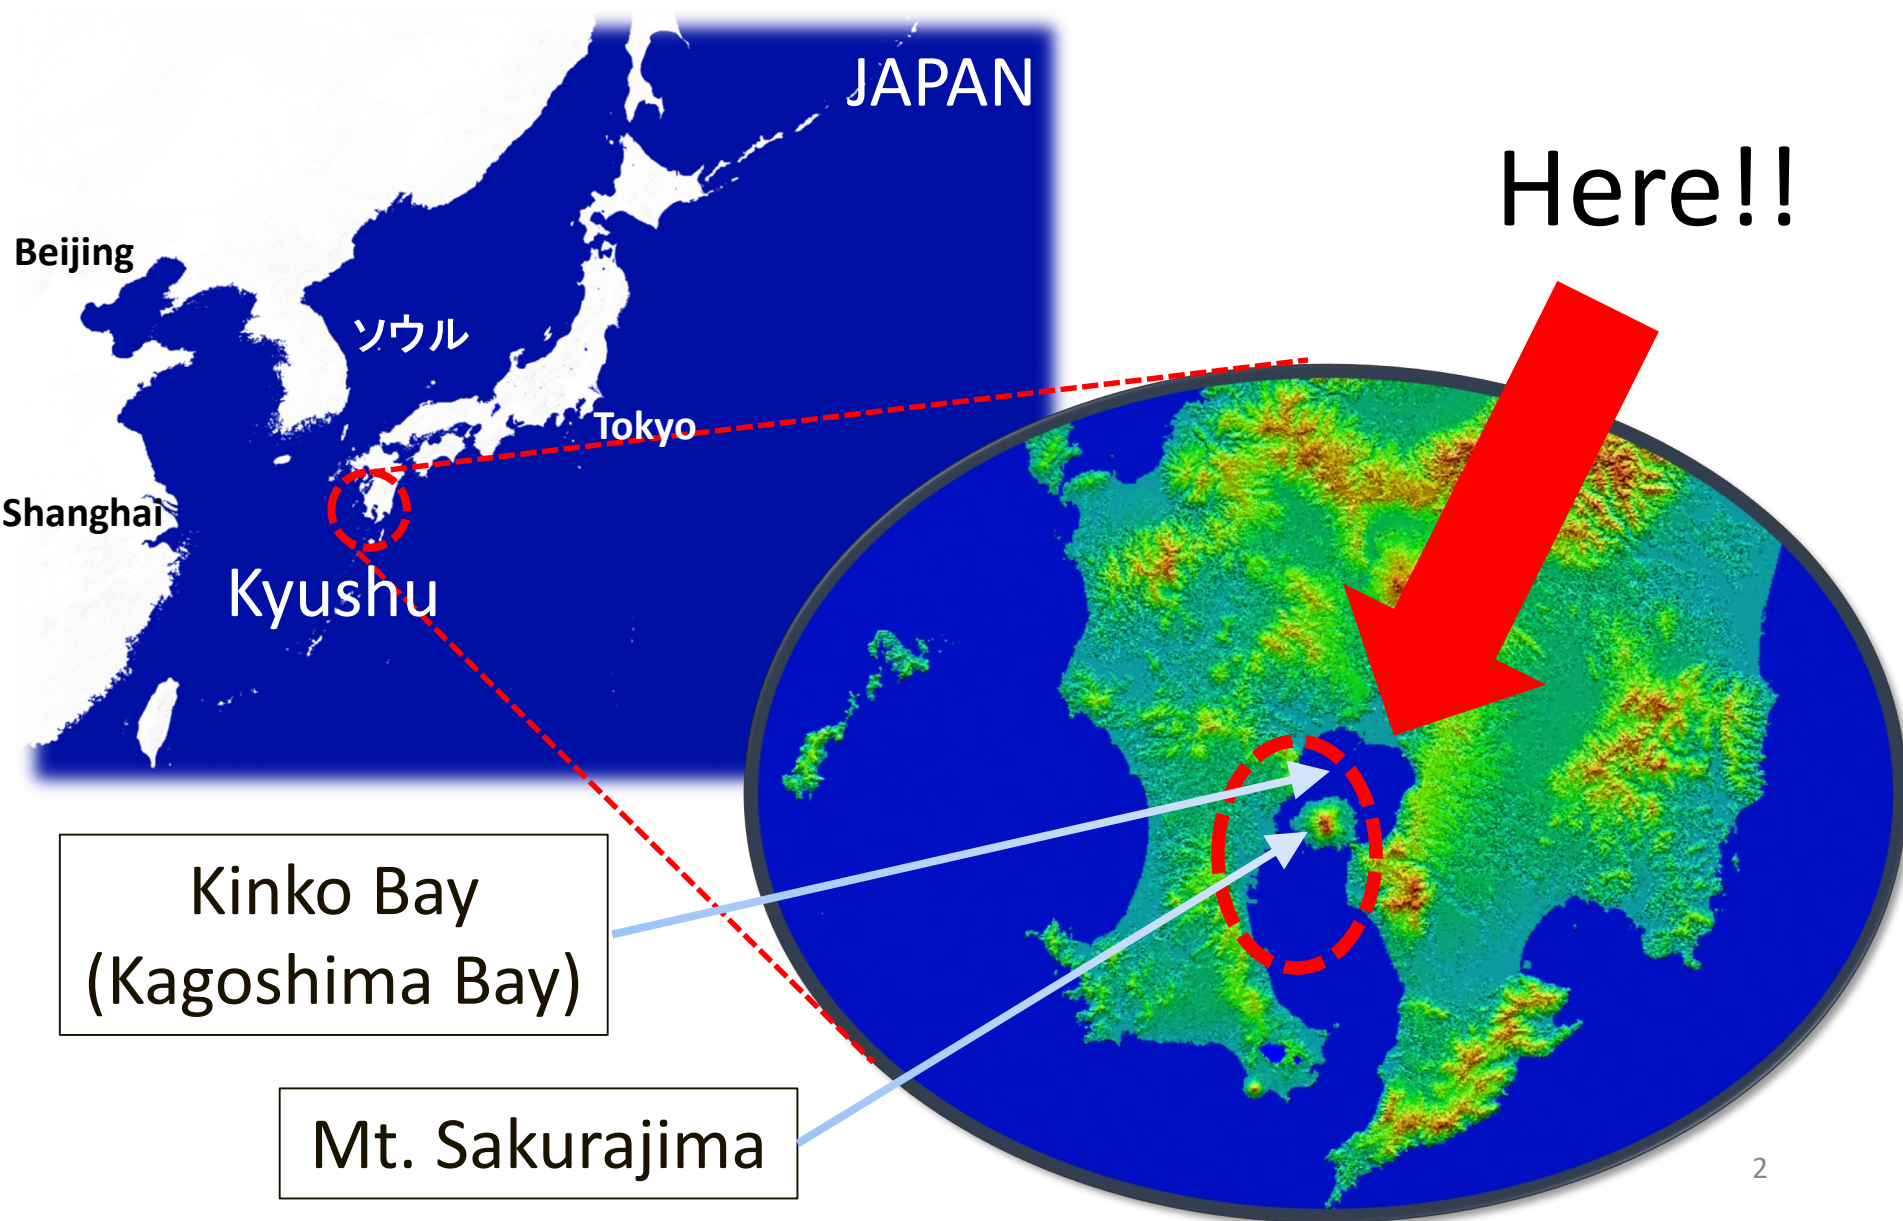 JAPAN
Here!!
Beijing
ソウル
Tokyo
Shanghai
Kyushu
Kinko Bay
(Kagoshima Bay)
Mt. Sakurajima
2